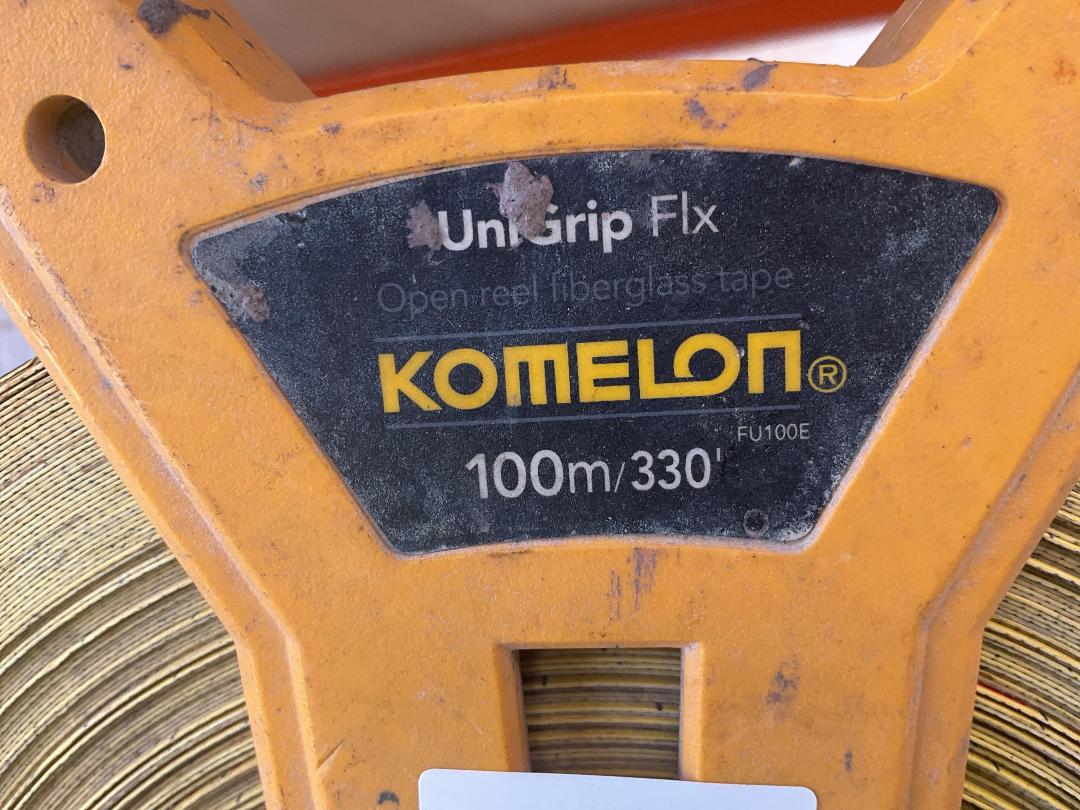 UniGrip Flx
Open reel fiberglass tape
KOMELON®
FU100E
100m/330'